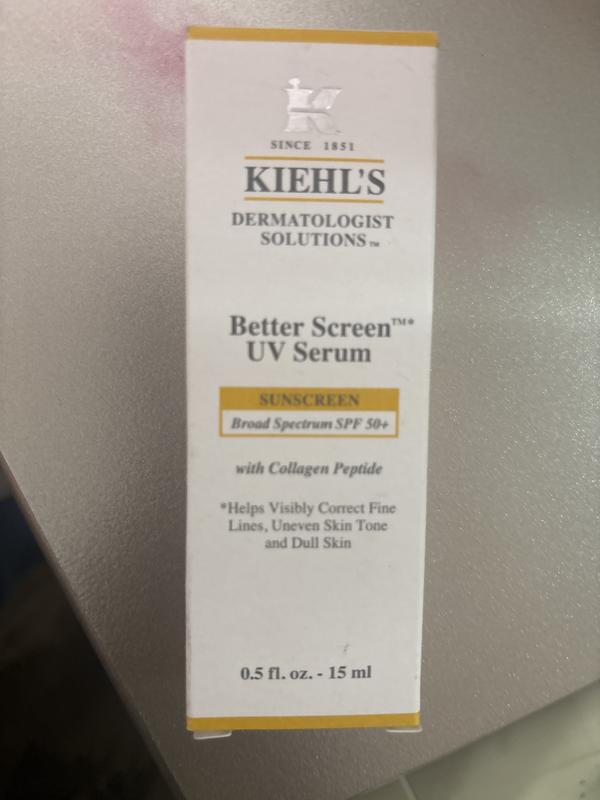 SINCE 1851
KIEHL'S
DERMATOLOGIST
SOLUTIONS™
Better Screen™*
UV Serum
SUNSCREEN
Broad Spectrum SPF 50+
with Collagen Peptide
*Helps Visibly Correct Fine
Lines, Uneven Skin Tone
and Dull Skin
0.5 fl. oz. - 15 ml